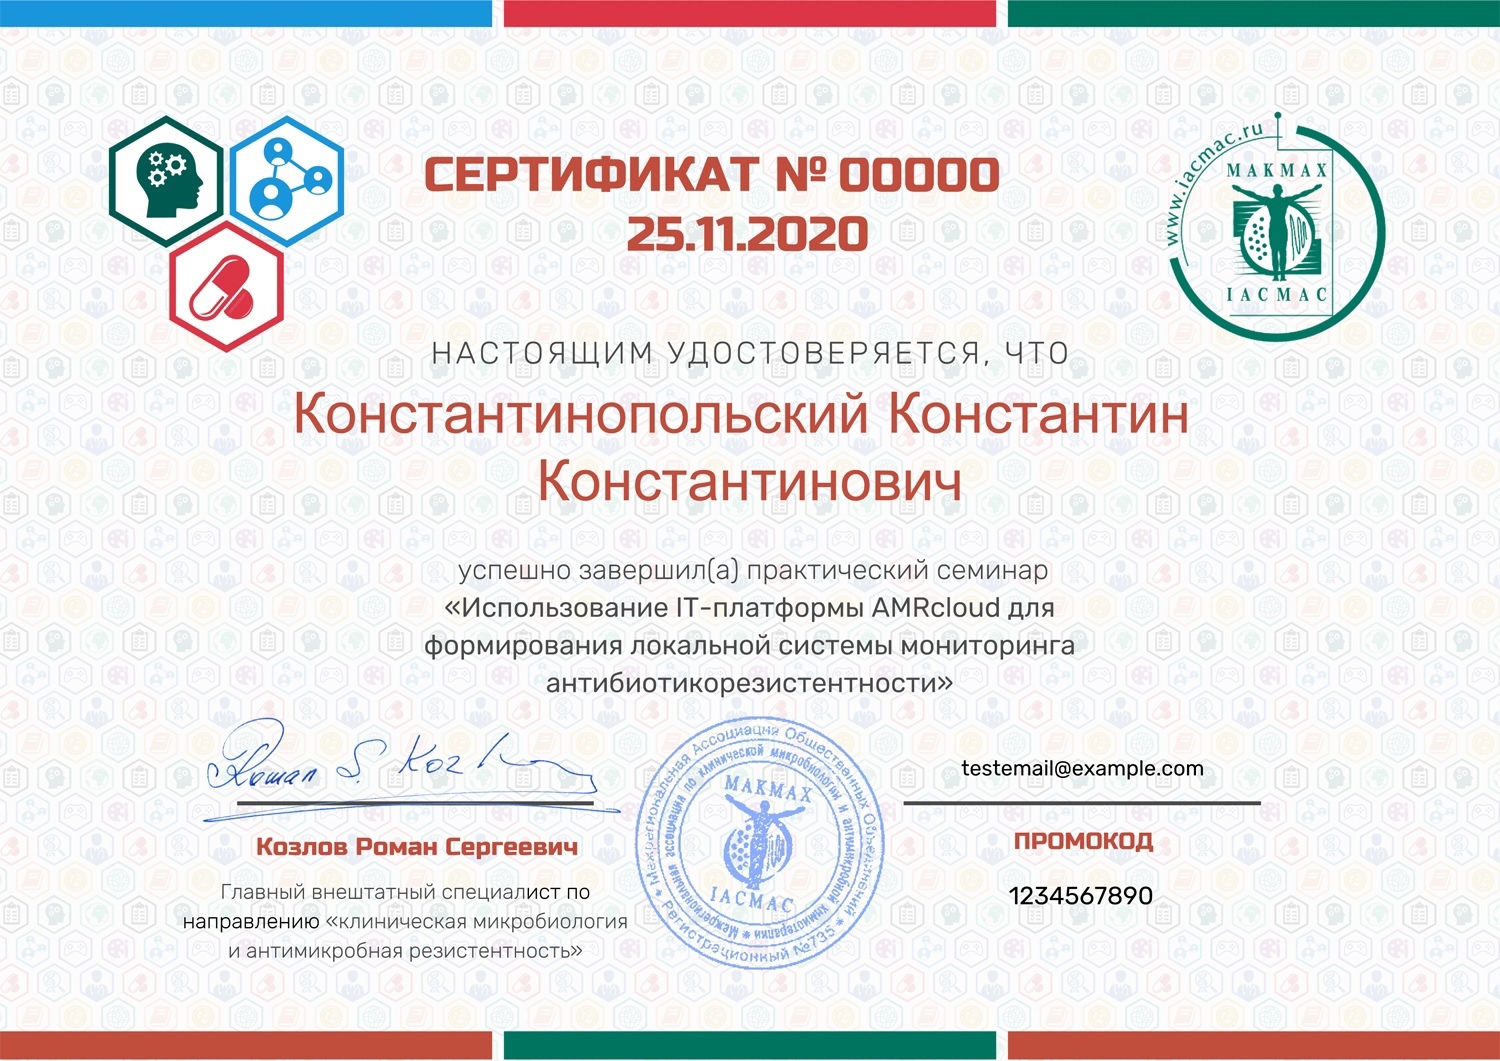 www.iacmac.ru
МАКМАХ
IACMAC
СЕРТИФИКАТ № 00000
25.11.2020
НАСТОЯЩИМ УДОСТОВЕРЯЕТСЯ, ЧТО
Константинопольский Константин
Константинович
успешно завершил(а) практический семинар
«Использование IT-платформы AMRcloud для
формирования локальной системы мониторинга
антибиотикорезистентности»
Roman S. Koz
Козлов Роман Сергеевич
Главный внештатный специалист по
направлению «клиническая микробиология
и антимикробная резистентность»
Межрегиональная Ассоциация Общественных Объединений
* Регистрационный №735 *
Межрегиональная ассоциация по клинической микробиологии и антимикробной химиотерапии *
МАКМАХ
IACMAC
testemail@example.com
ПРОМОКОД
1234567890